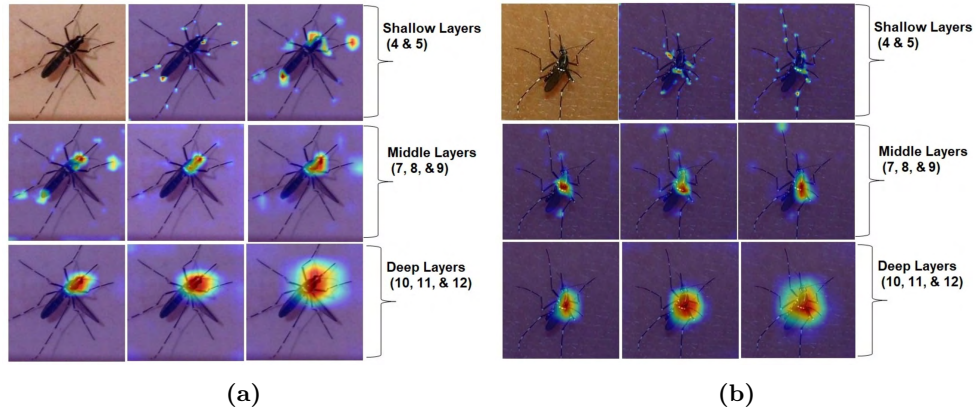 Shallow Layers
(4 & 5)
Middle Layers
(7, 8, & 9)
Deep Layers
(10, 11, & 12)
(a)
Shallow Layers
(4 & 5)
Middle Layers
(7, 8, & 9)
Deep Layers
(10, 11, & 12)
(b)